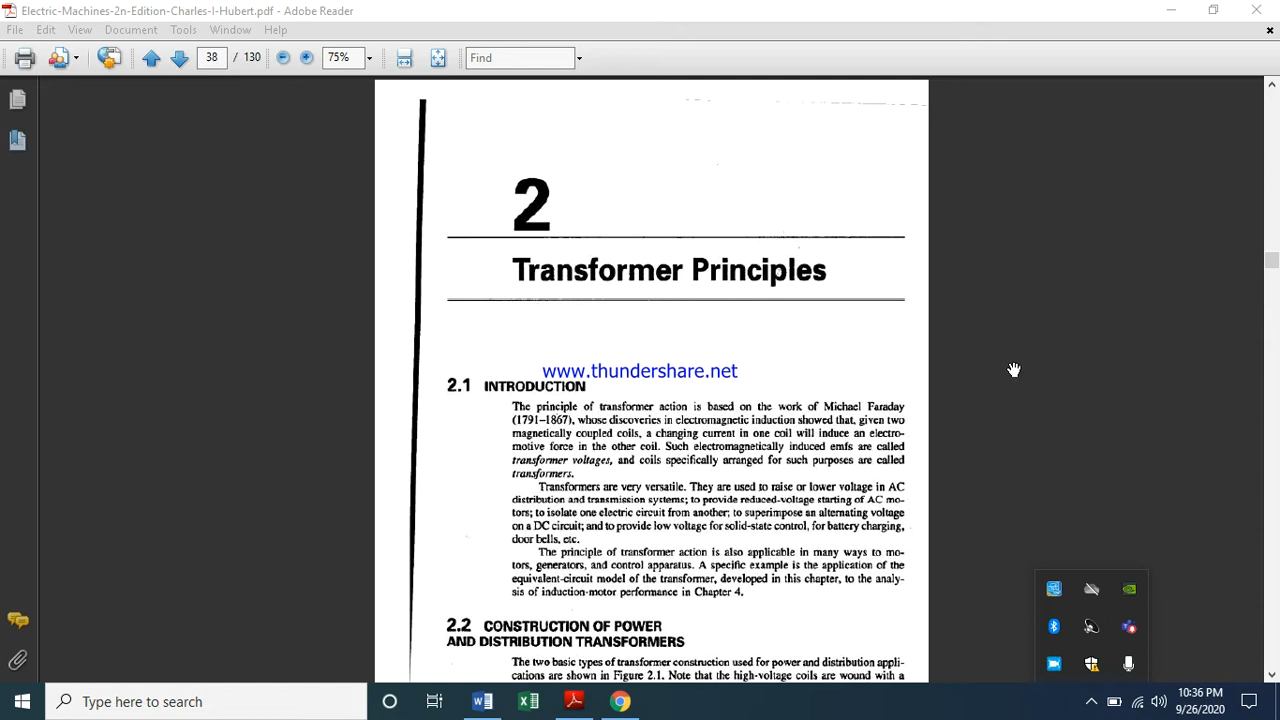 Electric-Machines-2n-Edition-Charles-I-Hubert.pdf - Adobe Reader
File Edit View Document Tools Window Help
38 / 130 75% Find
2
Transformer Principles
www.thundershare.net
2.1 INTRODUCTION
The principle of transformer action is based on the work of Michael Faraday
(1791–1867), whose discoveries in electromagnetic induction showed that, given two
magnetically coupled coils, a changing current in one coil will induce an electro-
motive force in the other coil. Such electromagnetically induced emfs are called
transformer voltages, and coils specifically arranged for such purposes are called
transformers.
Transformers are very versatile. They are used to raise or lower voltage in AC
distribution and transmission systems; to provide reduced-voltage starting of AC mo-
tors; to isolate one electric circuit from another; to superimpose an alternating voltage
on a DC circuit; and to provide low voltage for solid-state control, for battery charging,
door bells, etc.
The principle of transformer action is also applicable in many ways to mo-
tors, generators, and control apparatus. A specific example is the application of the
equivalent-circuit model of the transformer, developed in this chapter, to the analy-
sis of induction-motor performance in Chapter 4.
2.2 CONSTRUCTION OF POWER
AND DISTRIBUTION TRANSFORMERS
The two basic types of transformer construction used for power and distribution appli-
cations are shown in Figure 2.1. Note that the high-voltage coils are wound with a
Type here to search
10:36 PM
9/26/2020